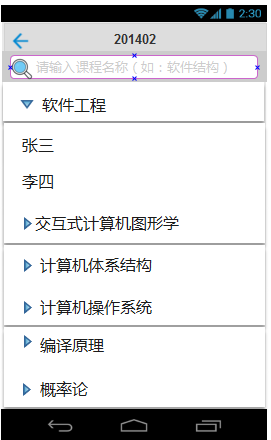 2:30
201402
请输入课程名称（如：软件结构）
软件工程
张三
李四
交互式计算机图形学
计算机体系结构
计算机操作系统
编译原理
概率论